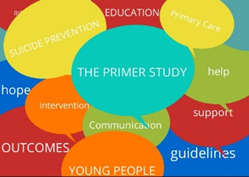 EDUCATION
Primary Care
SUICIDE PREVENTION
THE PRIMER STUDY
help
hope
intervention
support
Communication
OUTCOMES
guidelines
YOUNG PEOPLE